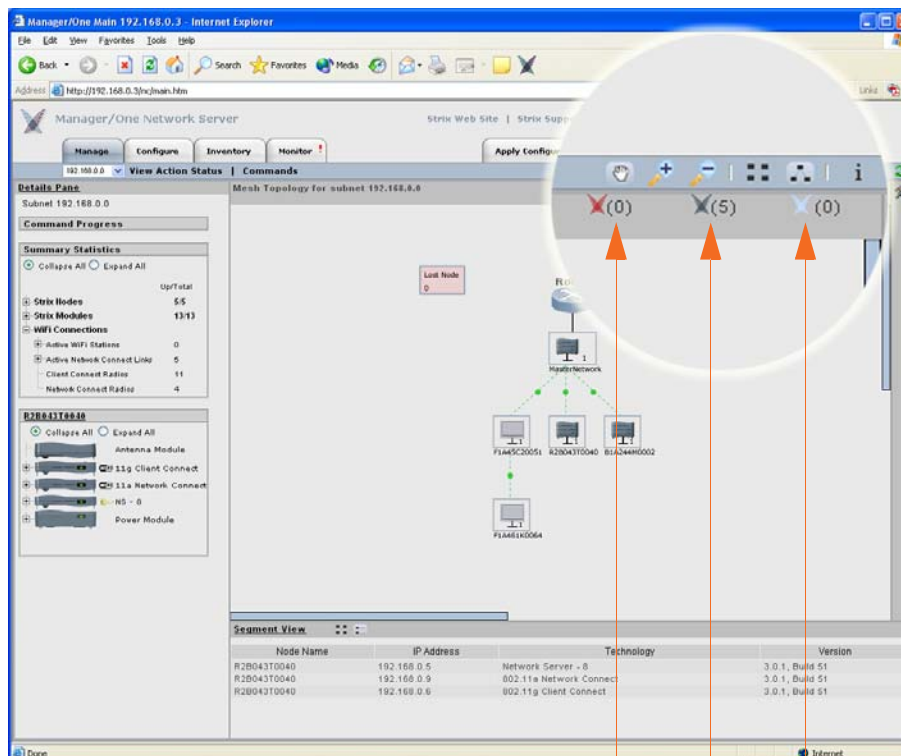 Manager/One Main 192.168.0.3 - Internet Explorer
File Edit View Favorites Tools Help
Back Search Favorites Media
Address http://192.168.0.3/nc/main.htm Links
Manager/One Network Server
Strix Web Site | Strix Supp
Manage Configure Inventory Monitor ! Apply Configu
192.168.0.0 View Action Status | Commands
Details Pane
Subnet 192.168.0.0
Command Progress
Summary Statistics
Collapse All Expand All
Up/Total
Strix Nodes 5/5
Strix Modules 13/13
WiFi Connections
Active WiFi Stations 0
Active Network Connect Links 5
Client Connect Radios 11
Network Connect Radios 4
R2B043T0040
Collapse All Expand All
Antenna Module
11g Client Connect
11a Network Connect
NS - 8
Power Module
Mesh Topology for subnet 192.168.0.0
i
(0) (5) (0)
Lost Node
0
1
MasterNetwork
1 1 1
F1A45C20051 R2B043T0040 B1A244M0002
1
F1A461K0064
Segment View
Node Name IP Address Technology Version
R2B043T0040 192.168.0.5 Network Server - 8 3.0.1, Build 51
R2B043T0040 192.168.0.9 802.11a Network Connect 3.0.1, Build 51
R2B043T0040 192.168.0.6 802.11g Client Connect 3.0.1, Build 51
Done Internet